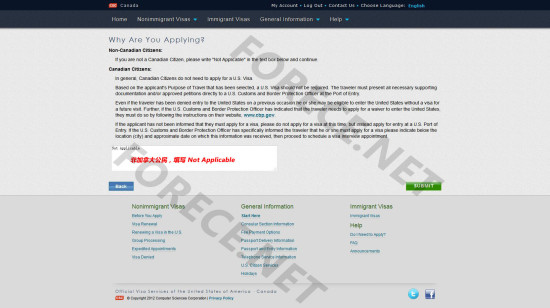 Canada
My Account • Log Out • Contact Us • Choose Language: English
Home Nonimmigrant Visas Immigrant Visas General Information Help
Why Are You Applying?
Non-Canadian Citizens:
If you are not a Canadian Citizen, please write "Not Applicable" in the text box below and continue.
Canadian Citizens:
In general, Canadian Citizens do not need to apply for a U.S. Visa.
Based on the applicant's Purpose of Travel that has been selected, a U.S. Visa should not be required. The traveler must present all necessary supporting
documentation and/or approved petitions directly to a U.S. Customs and Border Protection Officer at the Port of Entry.
Even if the traveler has been denied entry to the United States on a previous occasion he or she may be eligible to enter the United States without a visa for
a future visit. Further, if the U.S. Customs and Border Protection Officer has indicated that the traveler needs to apply for a waiver to enter the United States,
they must do so by following the instructions on their website, www.cbp.gov.
If the applicant has not been informed that they must apply for a visa, please do not apply for a visa at this time, but instead apply for entry at a U.S. Port of
Entry. If the U.S. Customs and Border Protection Officer has specifically informed the traveler that he or she must apply for a visa please indicate below the
location (city) and approximate date on which this information was received, then proceed to schedule a visa interview appointment.
Not Applicable
非加拿大公民，填写 Not Applicable
Back
SUBMIT
Nonimmigrant Visas General Information Immigrant Visas
Before You Apply Start Here Immigrant Visas
Visa Renewal Consular Section Information
Help
Renewing a Visa in the U.S. Fee Payment Options
Do I Need to Apply?
Group Processing Passport Delivery Information
FAQ
Expedited Appointments Passport and Entry Information
Announcements
Visa Denied
U.S. Citizen Services
Holidays
Official Visa Services of the United States of America - Canada
© Copyright 2012 Computer Sciences Corporation | Privacy Policy
FORECE.NET
FORECE.NET